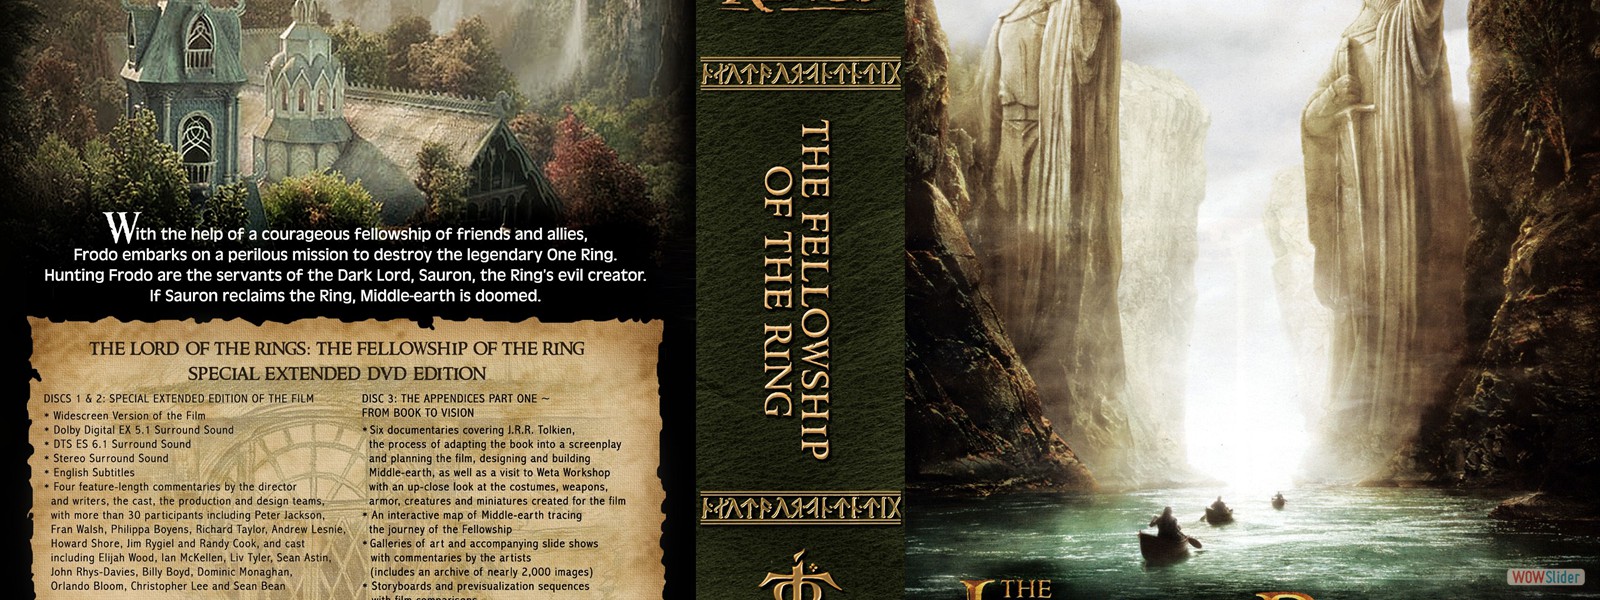 With the help of a courageous fellowship of friends and allies,
Frodo embarks on a perilous mission to destroy the legendary One Ring.
Hunting Frodo are the servants of the Dark Lord, Sauron, the Ring's evil creator.
If Sauron reclaims the Ring, Middle-earth is doomed.
THE LORD OF THE RINGS: THE FELLOWSHIP OF THE RING
SPECIAL EXTENDED DVD EDITION
DISCS 1 & 2: SPECIAL EXTENDED EDITION OF THE FILM
* Widescreen Version of the Film
* Dolby Digital EX 5.1 Surround Sound
* DTS ES 6.1 Surround Sound
* Stereo Surround Sound
* English Subtitles
* Four feature-length commentaries by the director
and writers, the cast, the production and design teams,
with more than 30 participants including Peter Jackson,
Fran Walsh, Philippa Boyens, Richard Taylor, Andrew Lesnie,
Howard Shore, Jim Rygiel and Randy Cook, and cast
including Elijah Wood, Ian McKellen, Liv Tyler, Sean Astin,
John Rhys-Davies, Billy Boyd, Dominic Monaghan,
Orlando Bloom, Christopher Lee and Sean Bean
DISC 3: THE APPENDICES PART ONE ~
FROM BOOK TO VISION
* Six documentaries covering J.R.R. Tolkien,
the process of adapting the book into a screenplay
and planning the film, designing and building
Middle-earth, as well as a visit to Weta Workshop
with an up-close look at the costumes, weapons,
armor, creatures and miniatures created for the film
* An interactive map of Middle-earth tracing
the journey of the Fellowship
* Galleries of art and accompanying slide shows
with commentaries by the artists
(includes an archive of nearly 2,000 images)
* Storyboards and previsualization sequences
with film comparisons
THE FELLOWSHIP
OF THE RING
THE
WOWSlider